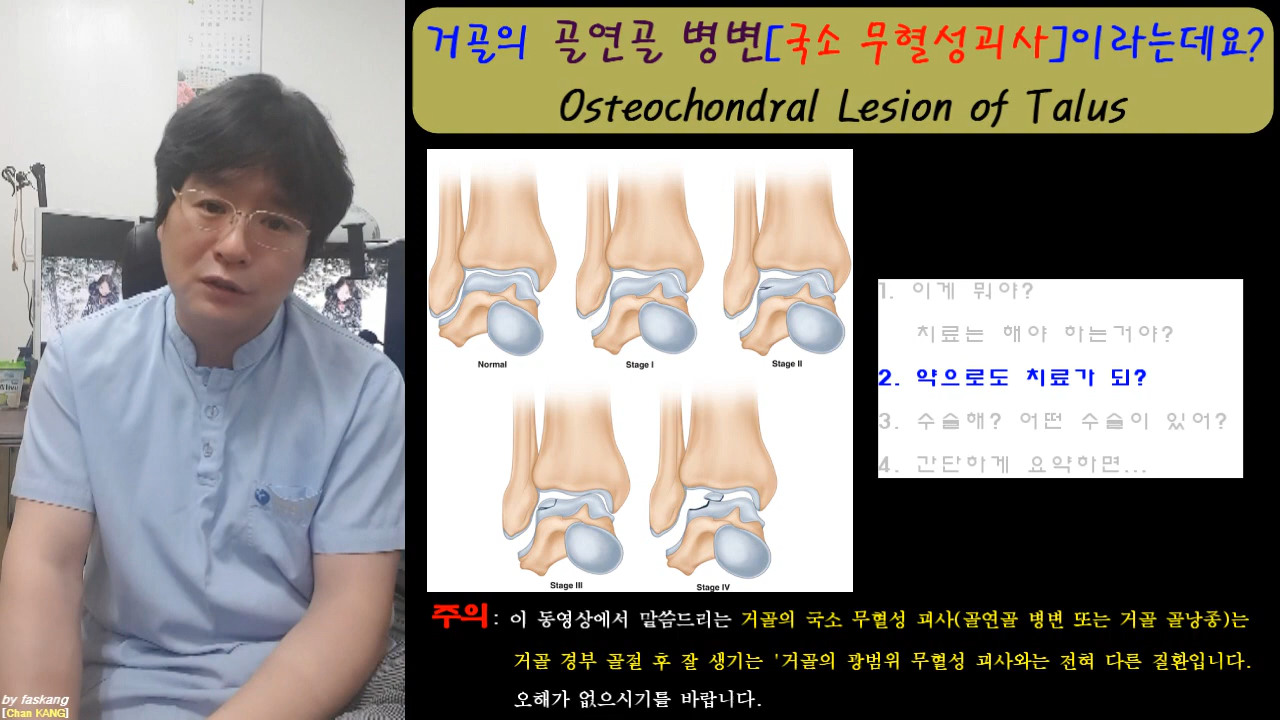 거골의 골연골 병변[국소 무혈성괴사]이라는데요?
Osteochondral Lesion of Talus
Normal
Stage I
Stage II
Stage III
Stage IV
1. 이게 뭐야?
치료는 해야 하는거야?
2. 약으로도 치료가 되?
3. 수술해? 어떤 수술이 있어?
4. 간단하게 요약하면...
주의: 이 동영상에서 말씀드리는 거골의 국소 무혈성 괴사(골연골 병변 또는 거골 골낭종)는
거골 경부 골절 후 잘 생기는 '거골의 광범위 무혈성 괴사와는 전혀 다른 질환입니다.
오해가 없으시기를 바랍니다.
by faskang
[Chan KANG]